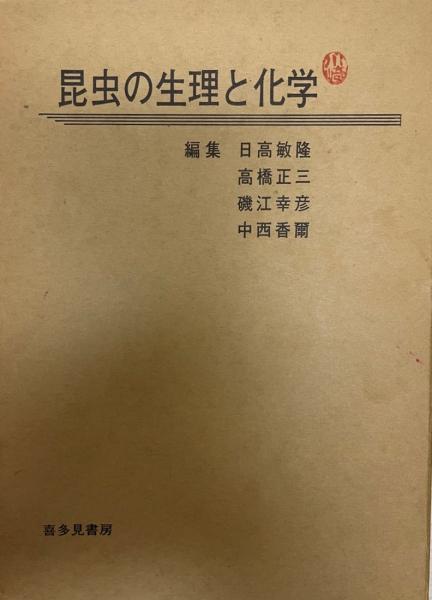 昆虫の生理と化学
編集 日高敏隆
高橋正三
磯江幸彦
中西香爾
喜多見書房